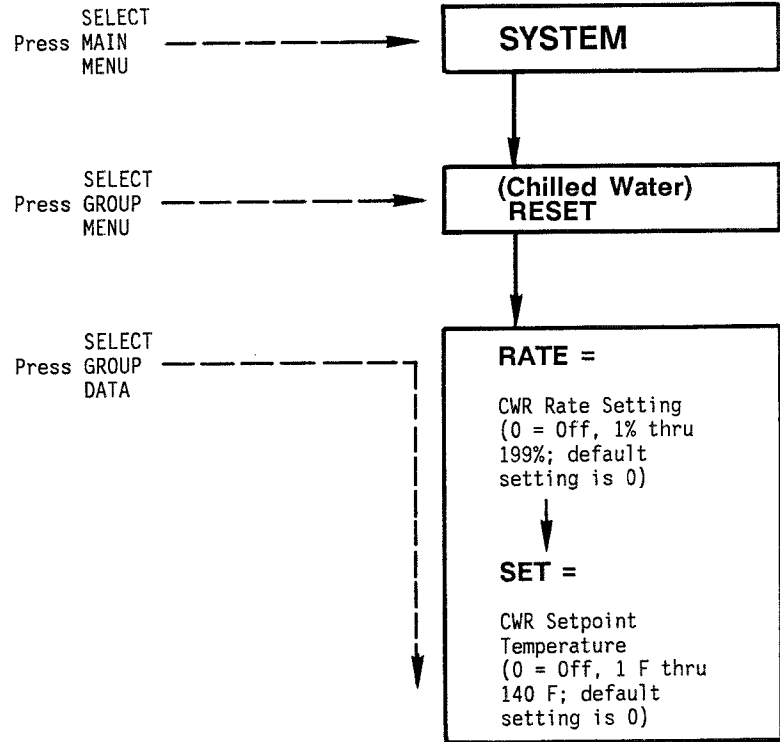 SELECT
Press MAIN
MENU
SYSTEM
SELECT
Press GROUP
MENU
(Chilled Water)
RESET
SELECT
Press GROUP
DATA
RATE =
CWR Rate Setting
(0 = Off, 1% thru
199%; default
setting is 0)
SET =
CWR Setpoint
Temperature
(0 = Off, 1 F thru
140 F; default
setting is 0)